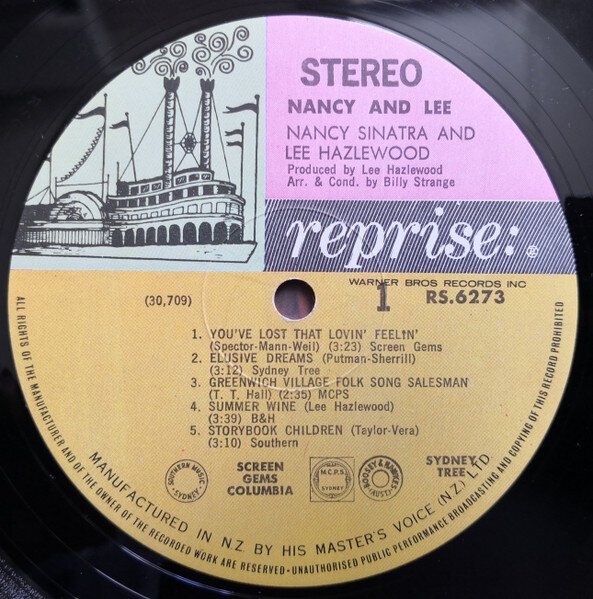 STEREO
NANCY AND LEE
NANCY SINATRA AND
LEE HAZLEWOOD
Produced by Lee Hazlewood
Arr. & Cond. by Billy Strange
reprise:
WARNER BROS RECORDS INC
(30,709)
1
RS.6273
1. YOU'VE LOST THAT LOVIN' FEELIN'
(Spector-Mann-Weil) (3:23) Screen Gems
2. ELUSIVE DREAMS (Putman-Sherrill)
(3:12) Sydney Tree
3. GREENWICH VILLAGE FOLK SONG SALESMAN
(T. T. Hall) (2:35) MCPS
4. SUMMER WINE (Lee Hazlewood)
(3:39) B&H
5. STORYBOOK CHILDREN (Taylor-Vera)
(3:10) Southern
SOUTHERN MUSIC
SYDNEY
SCREEN
GEMS
COLUMBIA
M.C.P.S.
SYDNEY
BOOSEY & HAWKES
SYDNEY
TREE
MANUFACTURED IN N.Z. BY HIS MASTER'S VOICE (N.Z.) LTD
ALL RIGHTS OF THE MANUFACTURER AND OF THE OWNER OF THE RECORDED WORK ARE RESERVED - UNAUTHORISED PUBLIC PERFORMANCE BROADCASTING AND COPYING OF THIS RECORD PROHIBITED